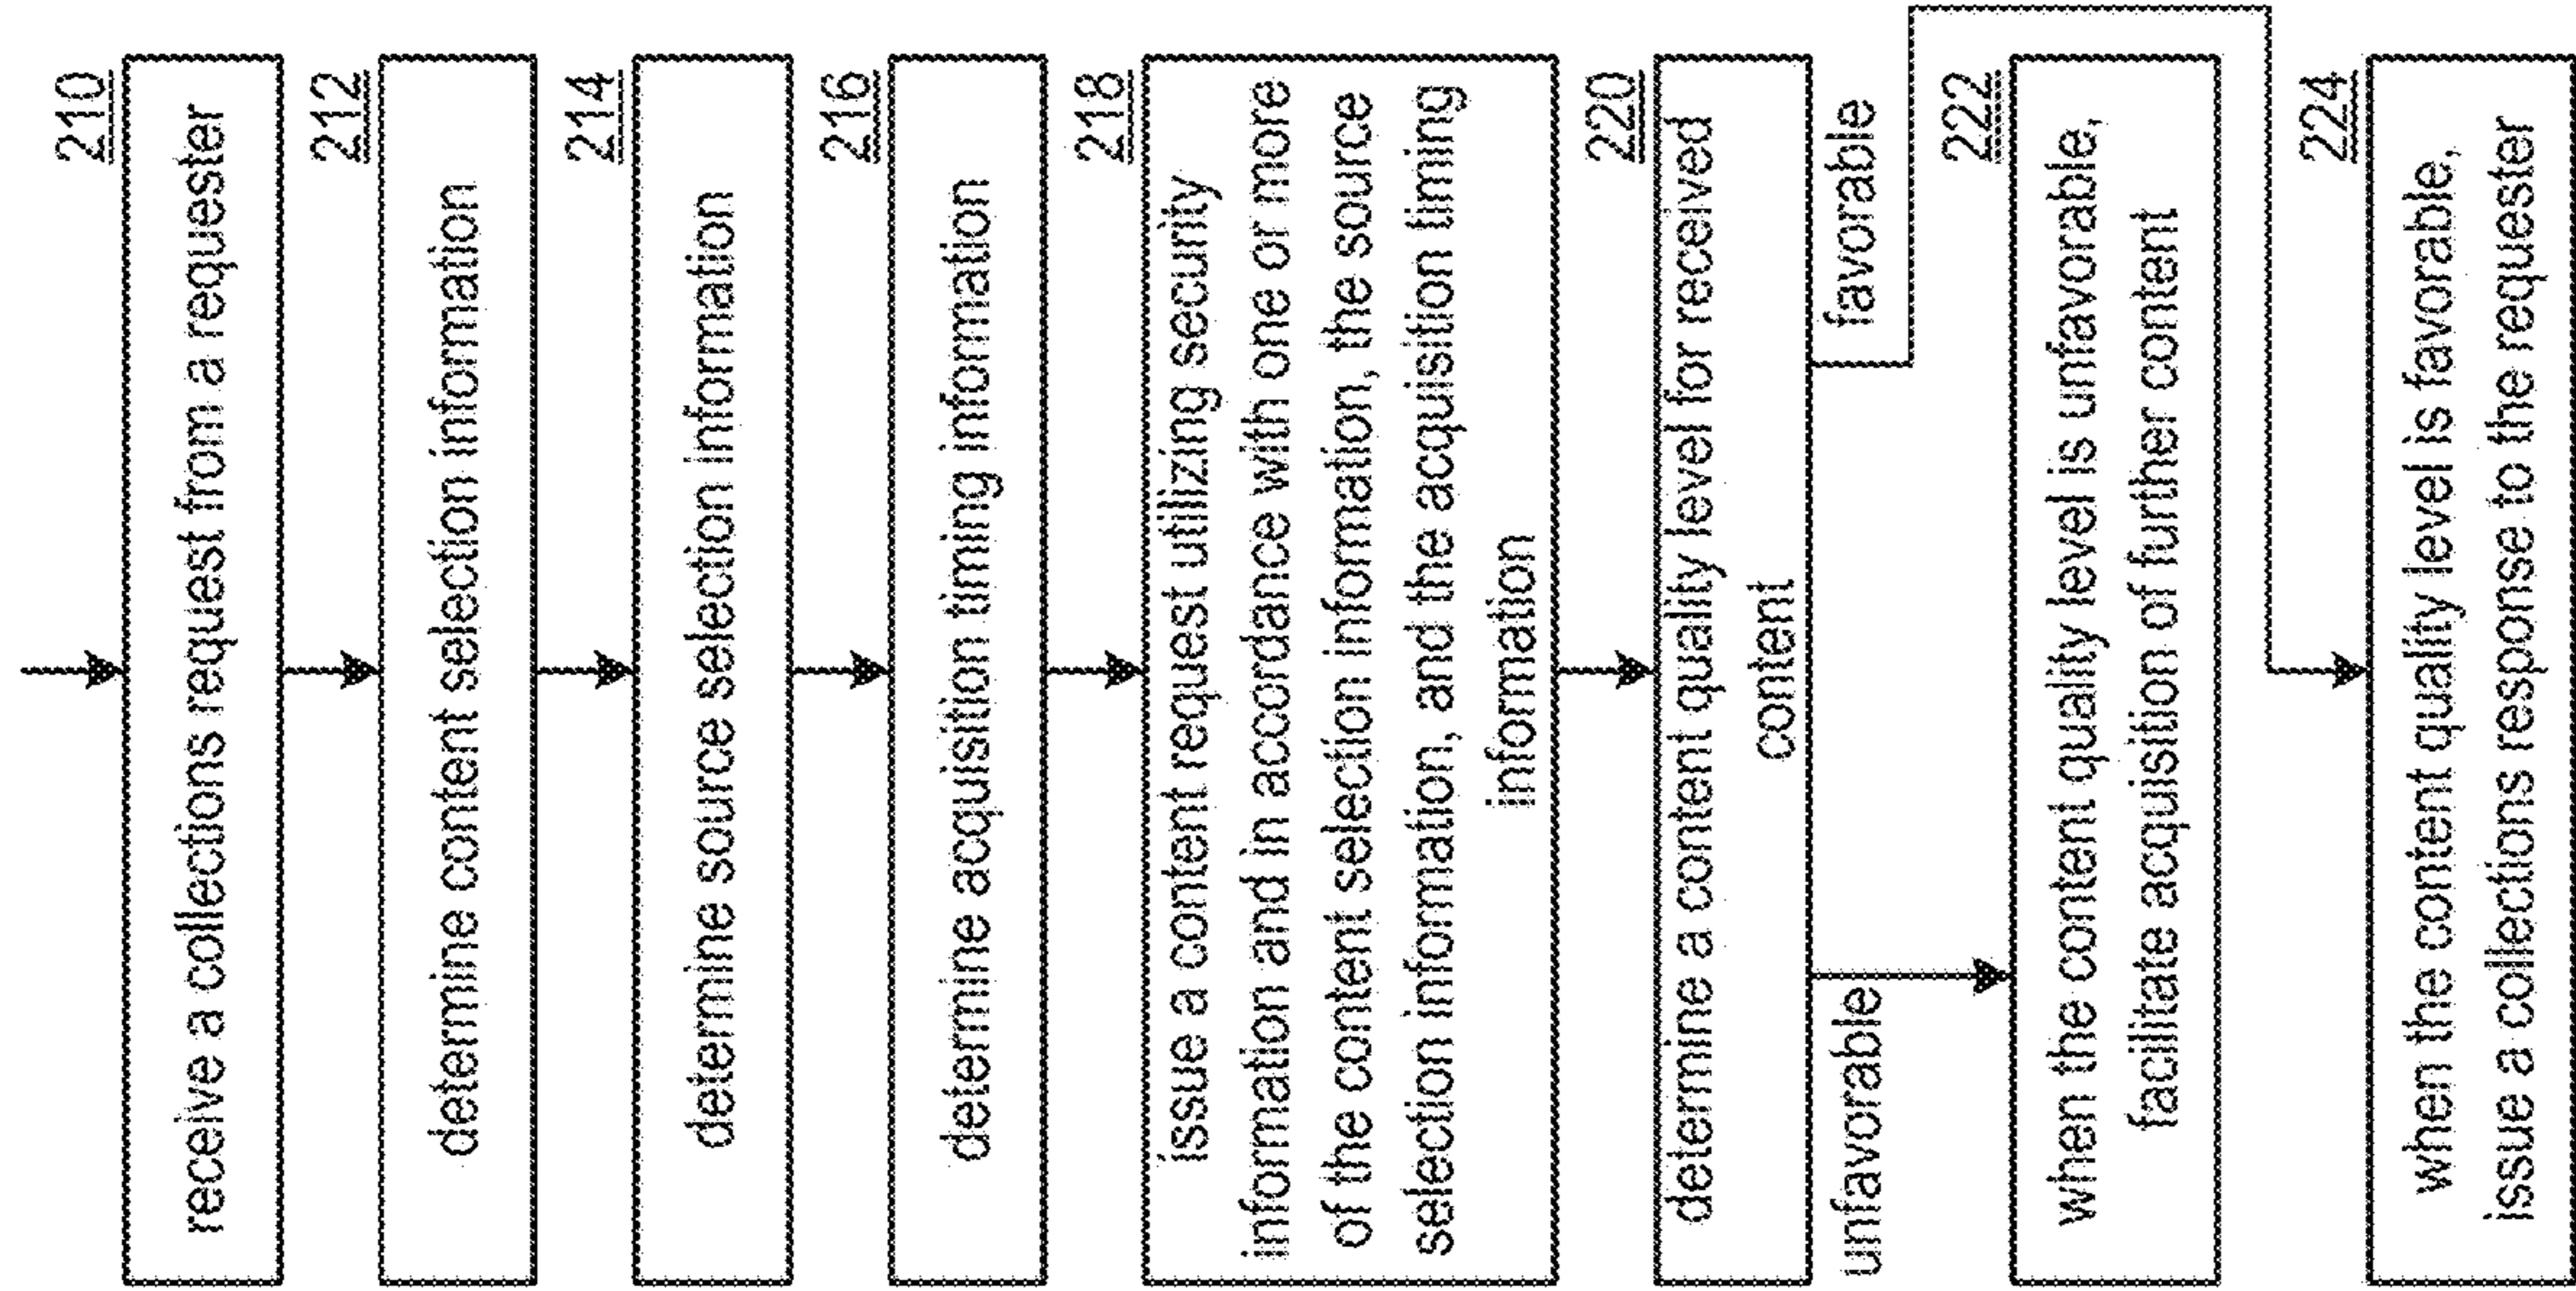 210
receive a collections request from a requester
212
determine content selection information
214
determine source selection information
216
determine acquisition timing information
218
issue a content request utilizing security
information and in accordance with one or more
of the content selection information, the source
selection information, and the acquisition timing
information
220
determine a content quality level for received
content
unfavorable
favorable
222
when the content quality level is unfavorable,
facilitate acquisition of further content
224
when the content quality level is favorable,
issue a collections response to the requester